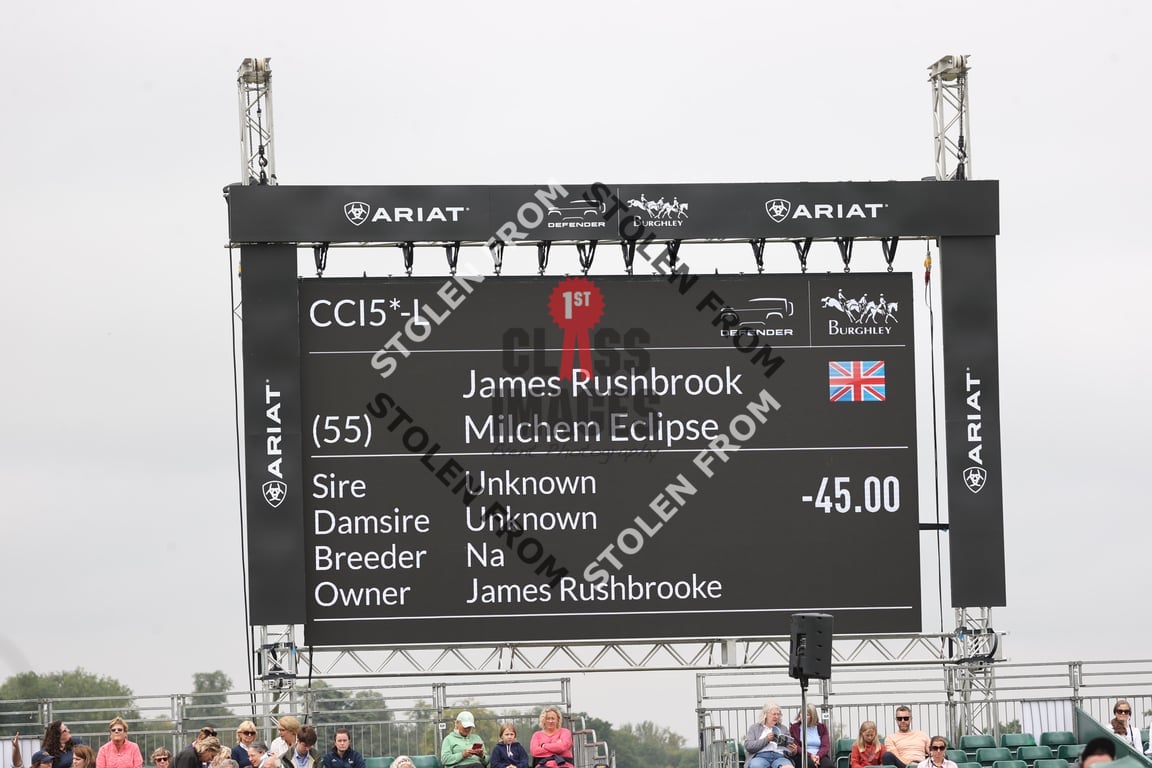 ARIAT
DEFENDER
BURGHLEY
ARIAT
CCI5*-L
DEFENDER
BURGHLEY
1ST
CLASS
IMAGES
James Rushbrook
(55) Milchem Eclipse
Sire Unknown -45.00
Damsire Unknown
Breeder Na
Owner James Rushbrooke
ARIAT
ARIAT
STOLEN FROM
STOLEN FROM
STOLEN FROM
STOLEN FROM